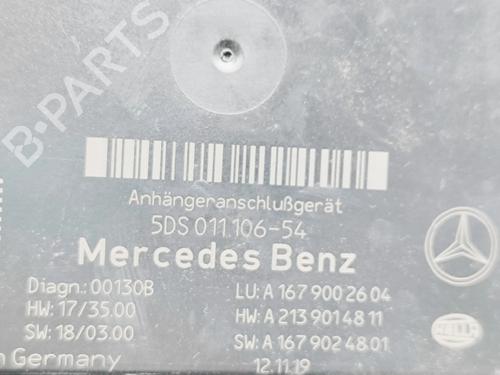 B-PARTS
Anhängeranschlußgerät
5DS 011.106-54
Mercedes Benz
Diagn.: 00130B
LU: A 167 900 26 04
HW: 17/35.00
HW: A 213 901 48 11
SW: 18/03.00
SW: A 167 902 48 01
HELLA
n Germany
12.11.19